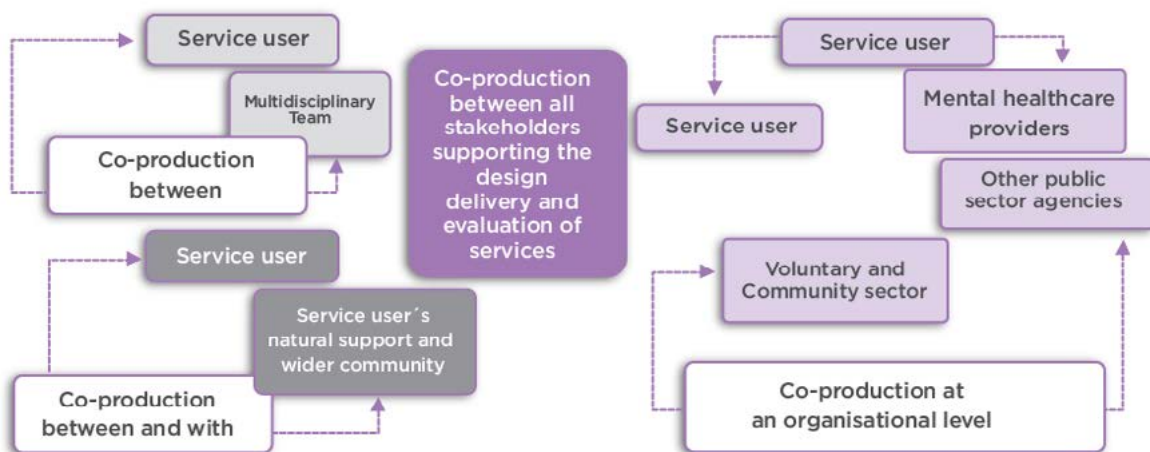 Service user
Multidisciplinary
Team
Co-production
between
Service user
Service user´s
natural support and
wider community
Co-production
between and with
Co-production
between all
stakeholders
supporting the
design
delivery and
evaluation of
services
Service user
Service user
Mental healthcare
providers
Other public
sector agencies
Voluntary and
Community sector
Co-production at
an organisational level